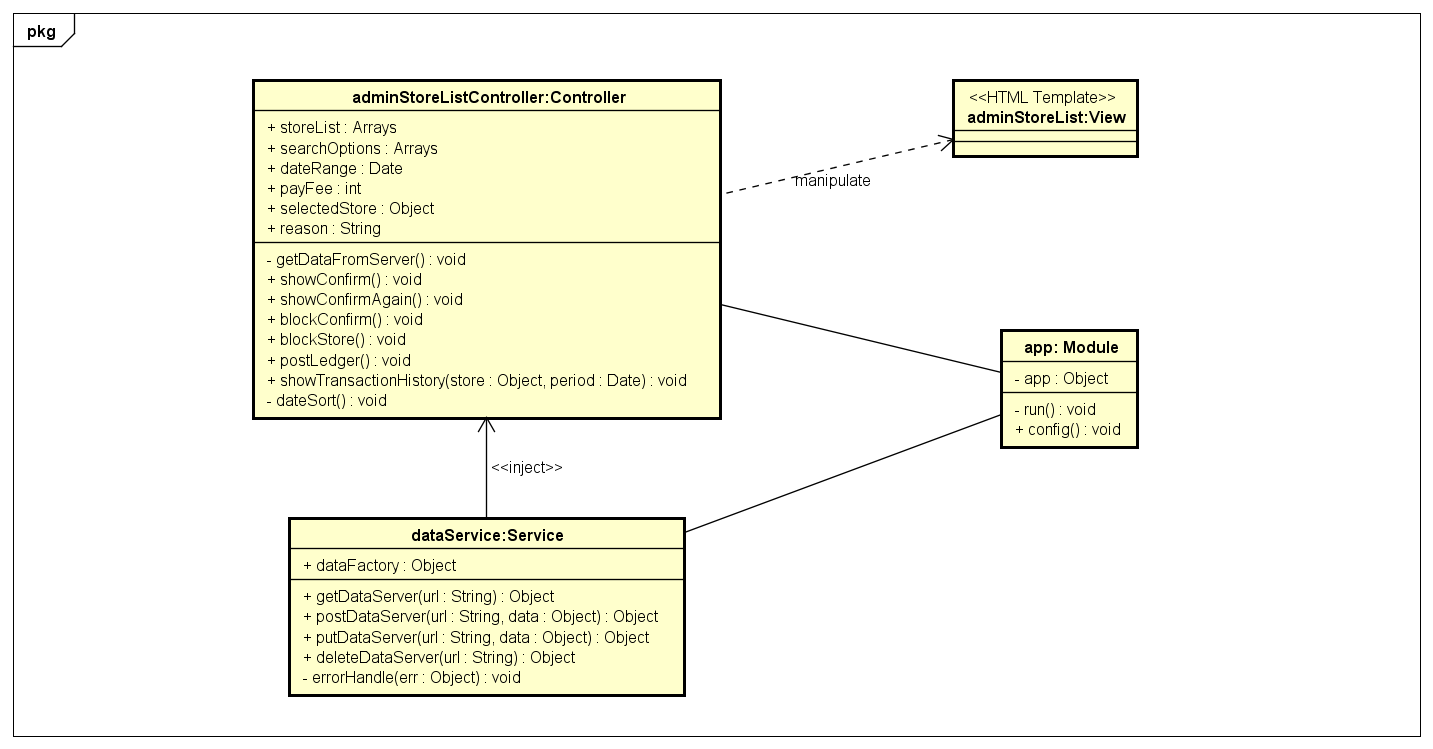 pkg
adminStoreListController:Controller
+ storeList : Arrays
+ searchOptions : Arrays
+ dateRange : Date
+ payFee : int
+ selectedStore : Object
+ reason : String
- getDataFromServer() : void
+ showConfirm() : void
+ showConfirmAgain() : void
+ blockConfirm() : void
+ blockStore() : void
+ postLedger() : void
+ showTransactionHistory(store : Object, period : Date) : void
- dateSort() : void
<<HTML Template>>
adminStoreList:View
manipulate
app: Module
- app : Object
- run() : void
+ config() : void
<<inject>>
dataService:Service
+ dataFactory : Object
+ getDataServer(url : String) : Object
+ postDataServer(url : String, data : Object) : Object
+ putDataServer(url : String, data : Object) : Object
+ deleteDataServer(url : String) : Object
- errorHandle(err : Object) : void